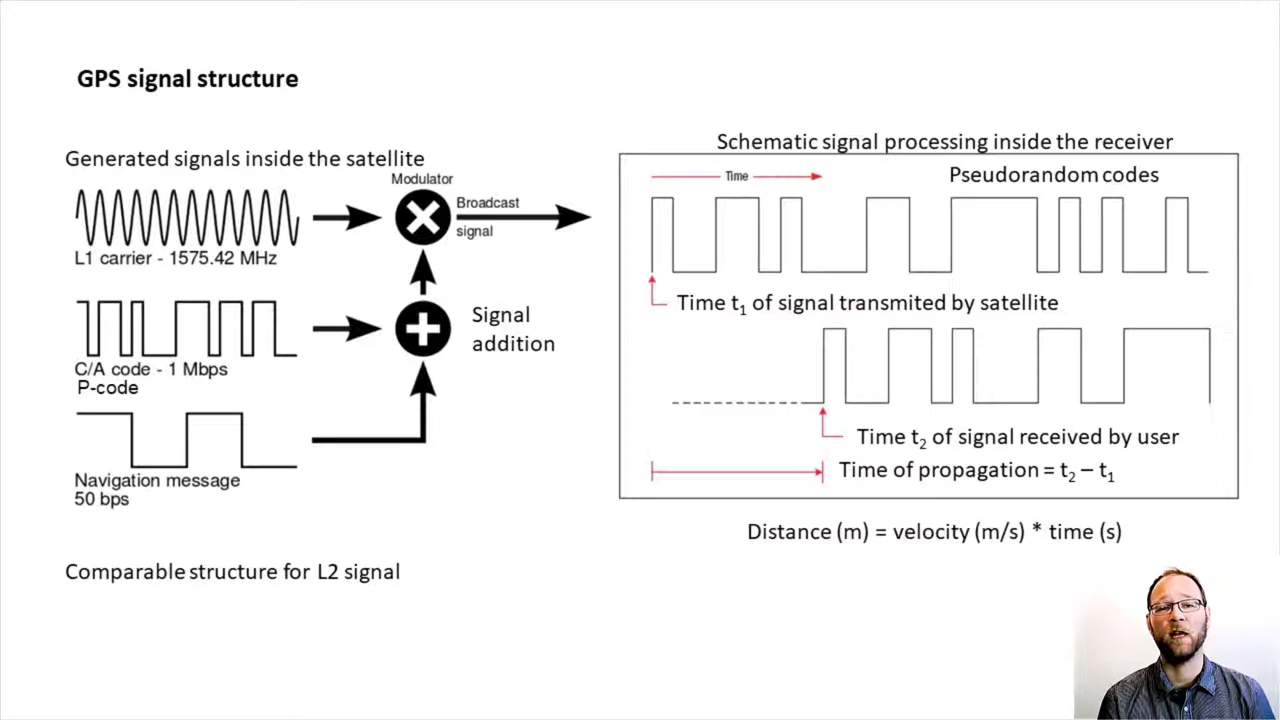 GPS signal structure
Generated signals inside the satellite
Modulator
Broadcast
signal
L1 carrier - 1575.42 MHz
Signal
addition
C/A code - 1 Mbps
P-code
Navigation message
50 bps
Comparable structure for L2 signal
Schematic signal processing inside the receiver
Time
Pseudorandom codes
Time t1 of signal transmited by satellite
Time t2 of signal received by user
Time of propagation = t2 – t1
Distance (m) = velocity (m/s) * time (s)